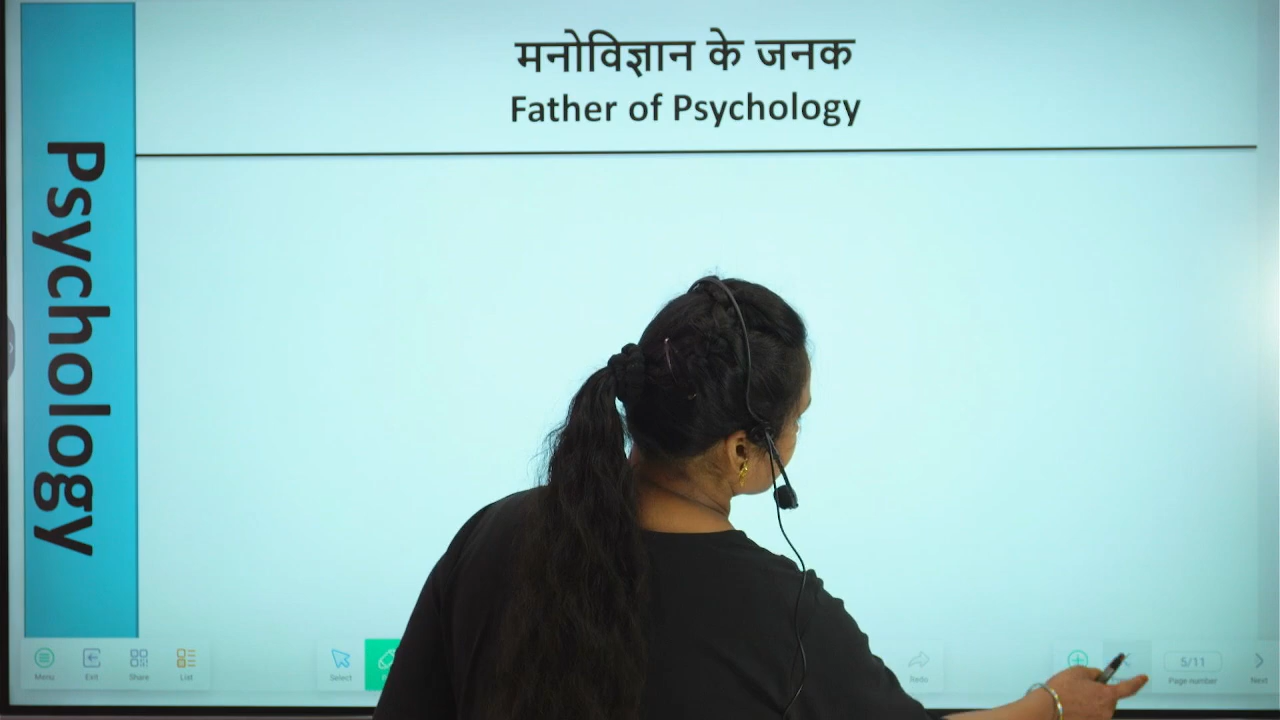 मनोविज्ञान के जनक
Father of Psychology
Psychology
Menu
Exit
Share
List
Select
Redo
5/11
Page number
Next